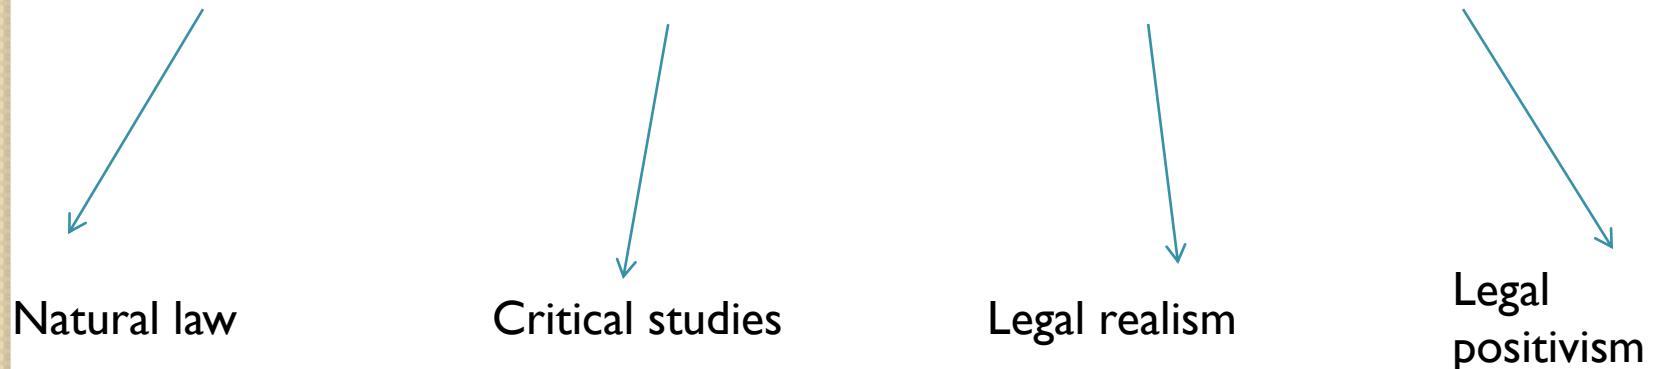 Natural law
Critical studies
Legal realism
Legal
positivism